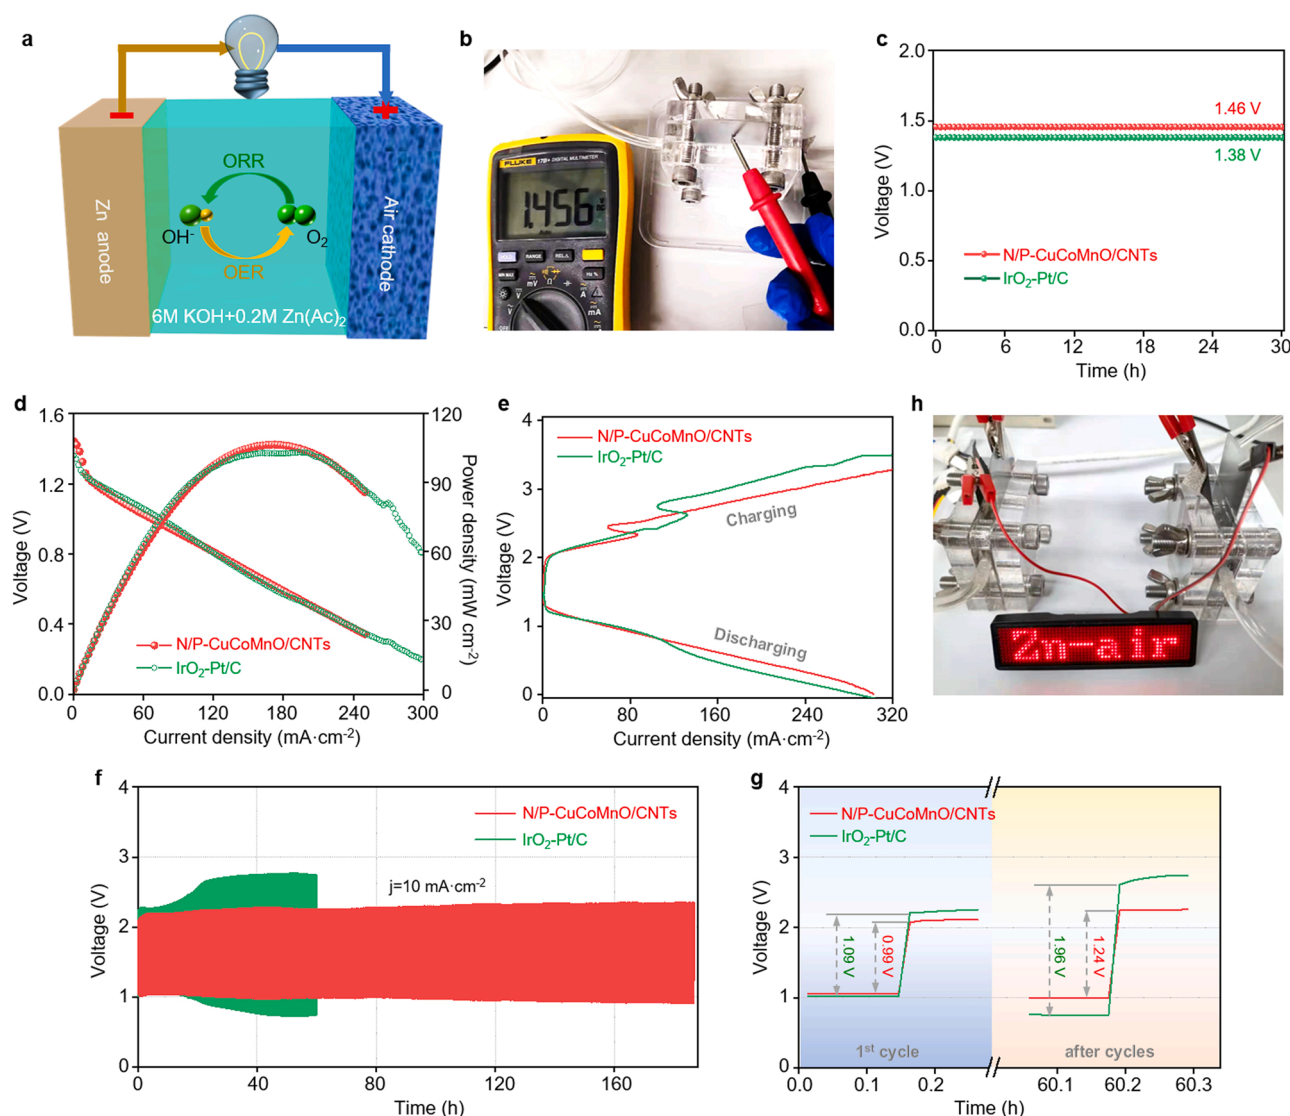 a
ORR
OH-
O2
OER
Zn anode
Air cathode
6M KOH+0.2M Zn(Ac)2
b
FLUKE 17B+ DIGITAL MULTIMETER
1.456
RANGE
REL△
MIN MAX
Hz %
c
2.0
1.5
1.0
0.5
0.0
Voltage (V)
1.46 V
1.38 V
N/P-CuCoMnO/CNTs
IrO2-Pt/C
0 6 12 18 24 30
Time (h)
d
1.6
1.2
0.8
0.4
0.0
Voltage (V)
120
90
60
30
0
Power density (mW cm-2)
N/P-CuCoMnO/CNTs
IrO2-Pt/C
0 60 120 180 240 300
Current density (mA·cm-2)
e
4
3
2
1
0
Voltage (V)
N/P-CuCoMnO/CNTs
IrO2-Pt/C
Charging
Discharging
0 80 160 240 320
Current density (mA·cm-2)
h
Zn-air
f
4
3
2
1
0
Voltage (V)
N/P-CuCoMnO/CNTs
IrO2-Pt/C
j=10 mA·cm-2
0 40 80 120 160
Time (h)
g
4
3
2
1
0
Voltage (V)
N/P-CuCoMnO/CNTs
IrO2-Pt/C
1.09 V
0.99 V
1.96 V
1.24 V
1st cycle
after cycles
0.0 0.1 0.2 60.1 60.2 60.3
Time (h)